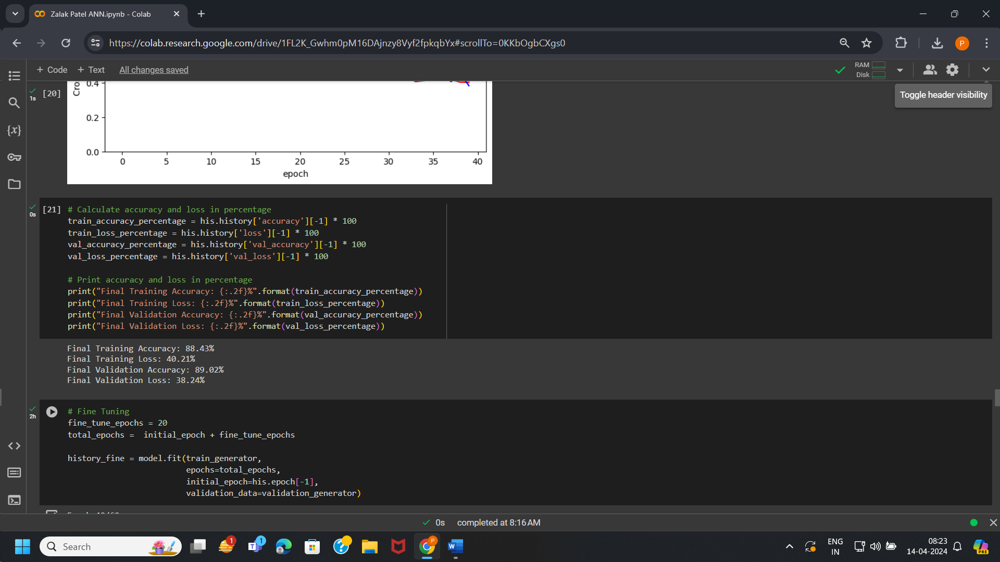 Zalak Patel ANN.ipynb - Colab
https://colab.research.google.com/drive/1FL2K_Gwhm0pM16DAjnzy8Vyf2fpkqbYx#scrollTo=0KKbOgbCXgs0
P
+ Code + Text All changes saved
RAM
Disk
Toggle header visibility
1s
[20]
Cro
0.4
0.2
0.0
0 5 10 15 20 25 30 35 40
epoch
0s
[21] # Calculate accuracy and loss in percentage
train_accuracy_percentage = his.history['accuracy'][-1] * 100
train_loss_percentage = his.history['loss'][-1] * 100
val_accuracy_percentage = his.history['val_accuracy'][-1] * 100
val_loss_percentage = his.history['val_loss'][-1] * 100
# Print accuracy and loss in percentage
print("Final Training Accuracy: {:.2f}%".format(train_accuracy_percentage))
print("Final Training Loss: {:.2f}%".format(train_loss_percentage))
print("Final Validation Accuracy: {:.2f}%".format(val_accuracy_percentage))
print("Final Validation Loss: {:.2f}%".format(val_loss_percentage))
Final Training Accuracy: 88.43%
Final Training Loss: 40.21%
Final Validation Accuracy: 89.02%
Final Validation Loss: 38.24%
2h
# Fine Tuning
fine_tune_epochs = 20
total_epochs =  initial_epoch + fine_tune_epochs
history_fine = model.fit(train_generator,
epochs=total_epochs,
initial_epoch=his.epoch[-1],
validation_data=validation_generator)
0s completed at 8:16 AM
Search
1
1
P
ENG
IN
08:23
14-04-2024
PRE